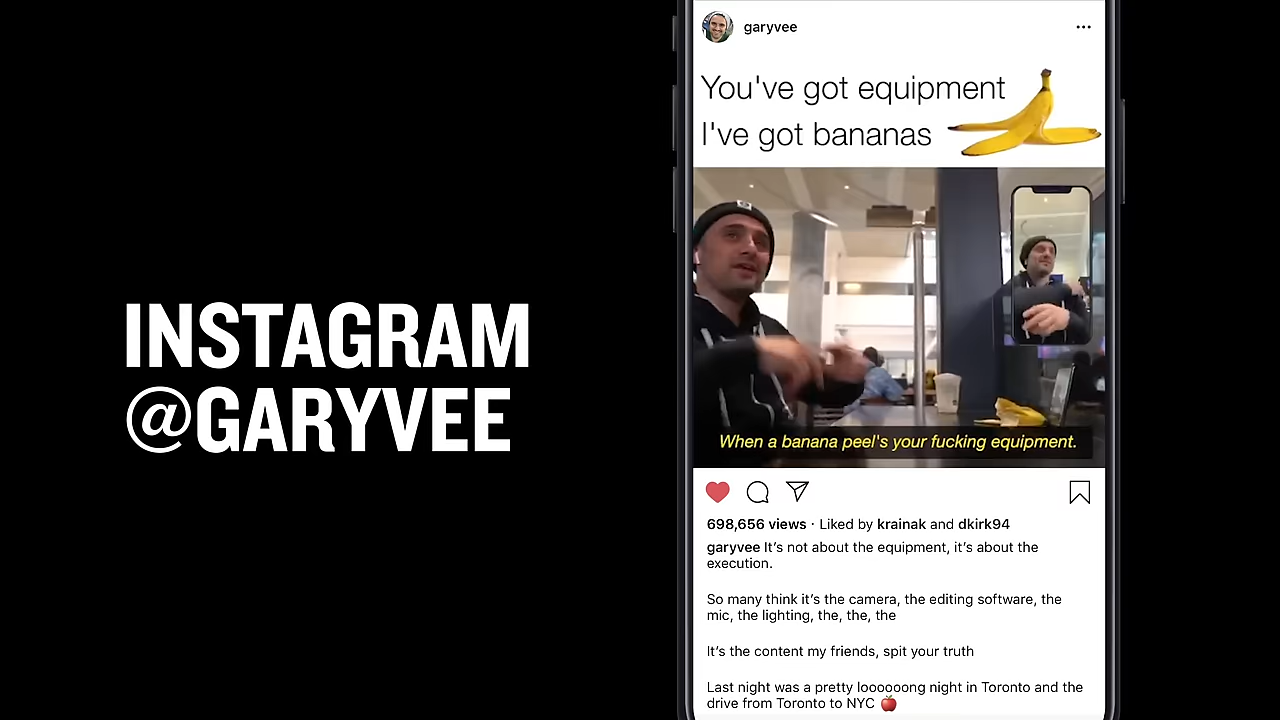 INSTAGRAM
@GARYVEE
garyvee
You've got equipment
I've got bananas
When a banana peel's your fucking equipment.
698,656 views · Liked by krainak and dkirk94
garyvee It's not about the equipment, it's about the
execution.
So many think it's the camera, the editing software, the
mic, the lighting, the, the, the
It's the content my friends, spit your truth
Last night was a pretty loooooong night in Toronto and the
drive from Toronto to NYC 🍎